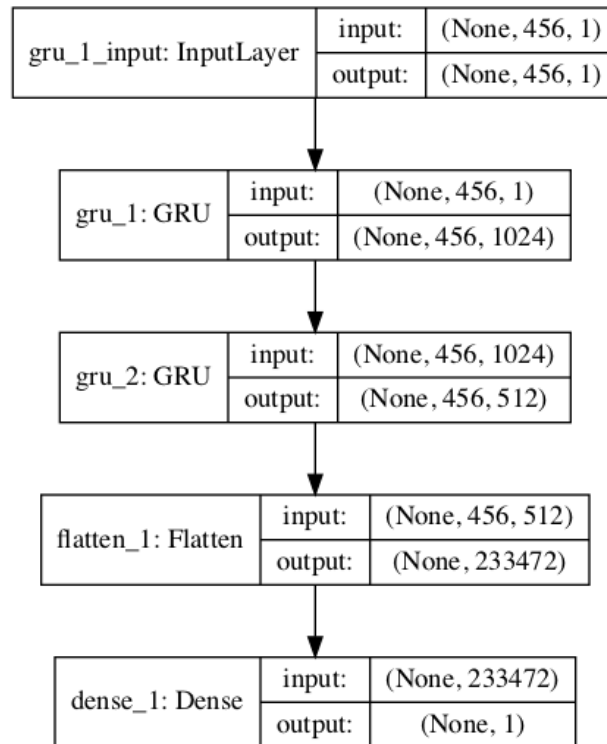 gru_1_input: InputLayer
input: (None, 456, 1)
output: (None, 456, 1)
gru_1: GRU
input: (None, 456, 1)
output: (None, 456, 1024)
gru_2: GRU
input: (None, 456, 1024)
output: (None, 456, 512)
flatten_1: Flatten
input: (None, 456, 512)
output: (None, 233472)
dense_1: Dense
input: (None, 233472)
output: (None, 1)